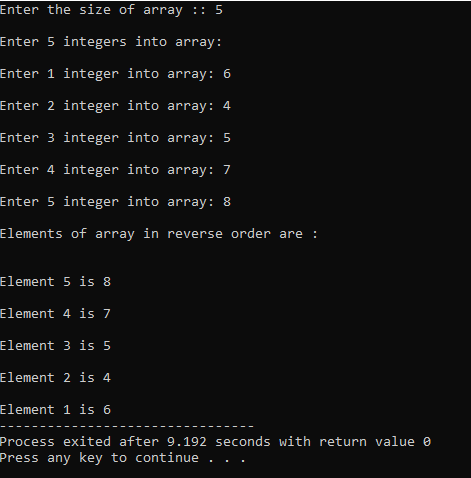 Enter the size of array :: 5
Enter 5 integers into array:
Enter 1 integer into array: 6
Enter 2 integer into array: 4
Enter 3 integer into array: 5
Enter 4 integer into array: 7
Enter 5 integer into array: 8
Elements of array in reverse order are :
Element 5 is 8
Element 4 is 7
Element 3 is 5
Element 2 is 4
Element 1 is 6
--------------------------------
Process exited after 9.192 seconds with return value 0
Press any key to continue . . .